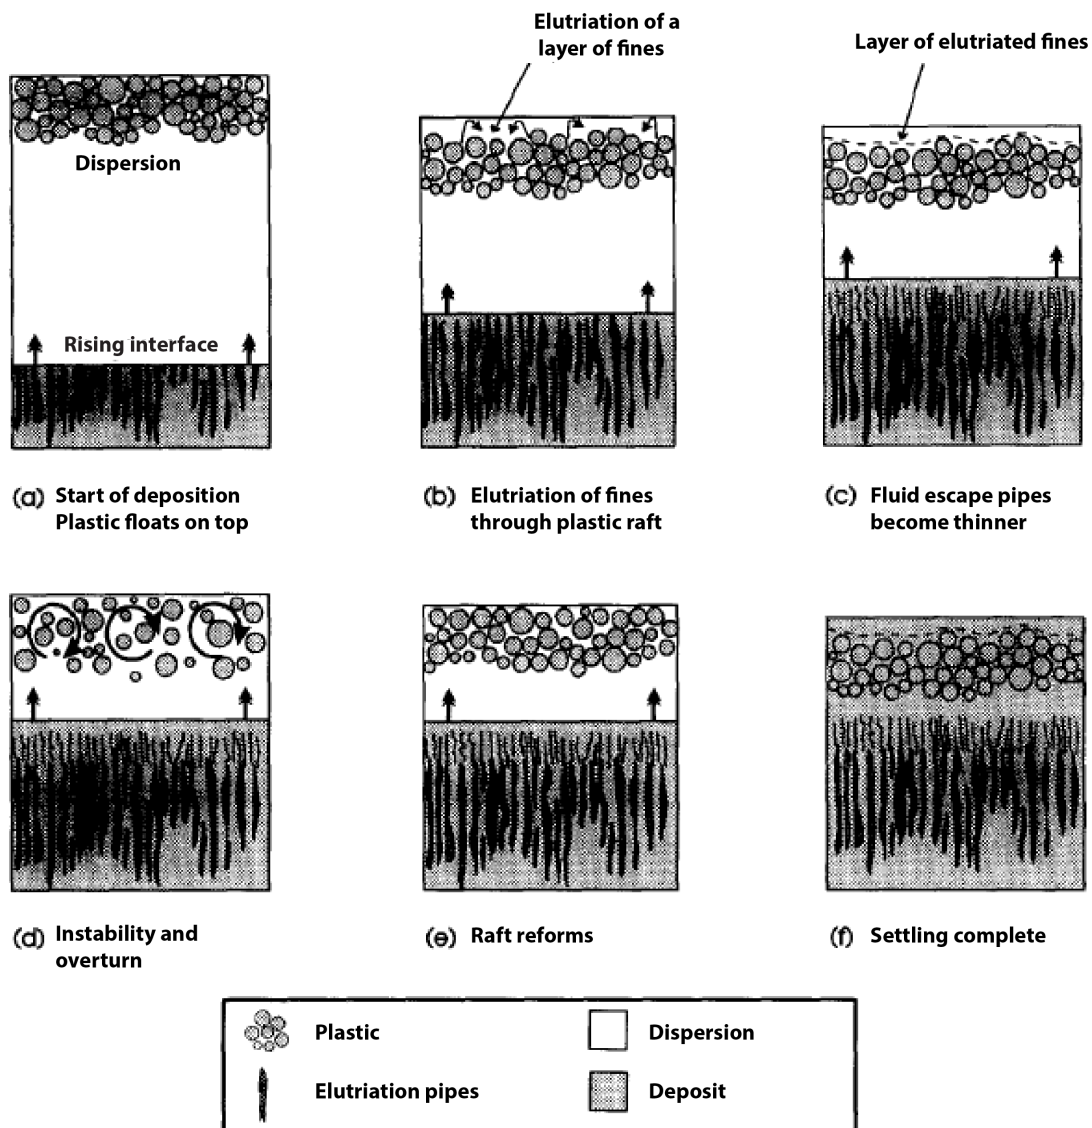 Elutriation of a
layer of fines
Layer of elutriated fines
Dispersion
Rising interface
(a) Start of deposition
Plastic floats on top
(b) Elutriation of fines
through plastic raft
(c) Fluid escape pipes
become thinner
(d) Instability and
overturn
(e) Raft reforms
(f) Settling complete
Plastic
Dispersion
Elutriation pipes
Deposit